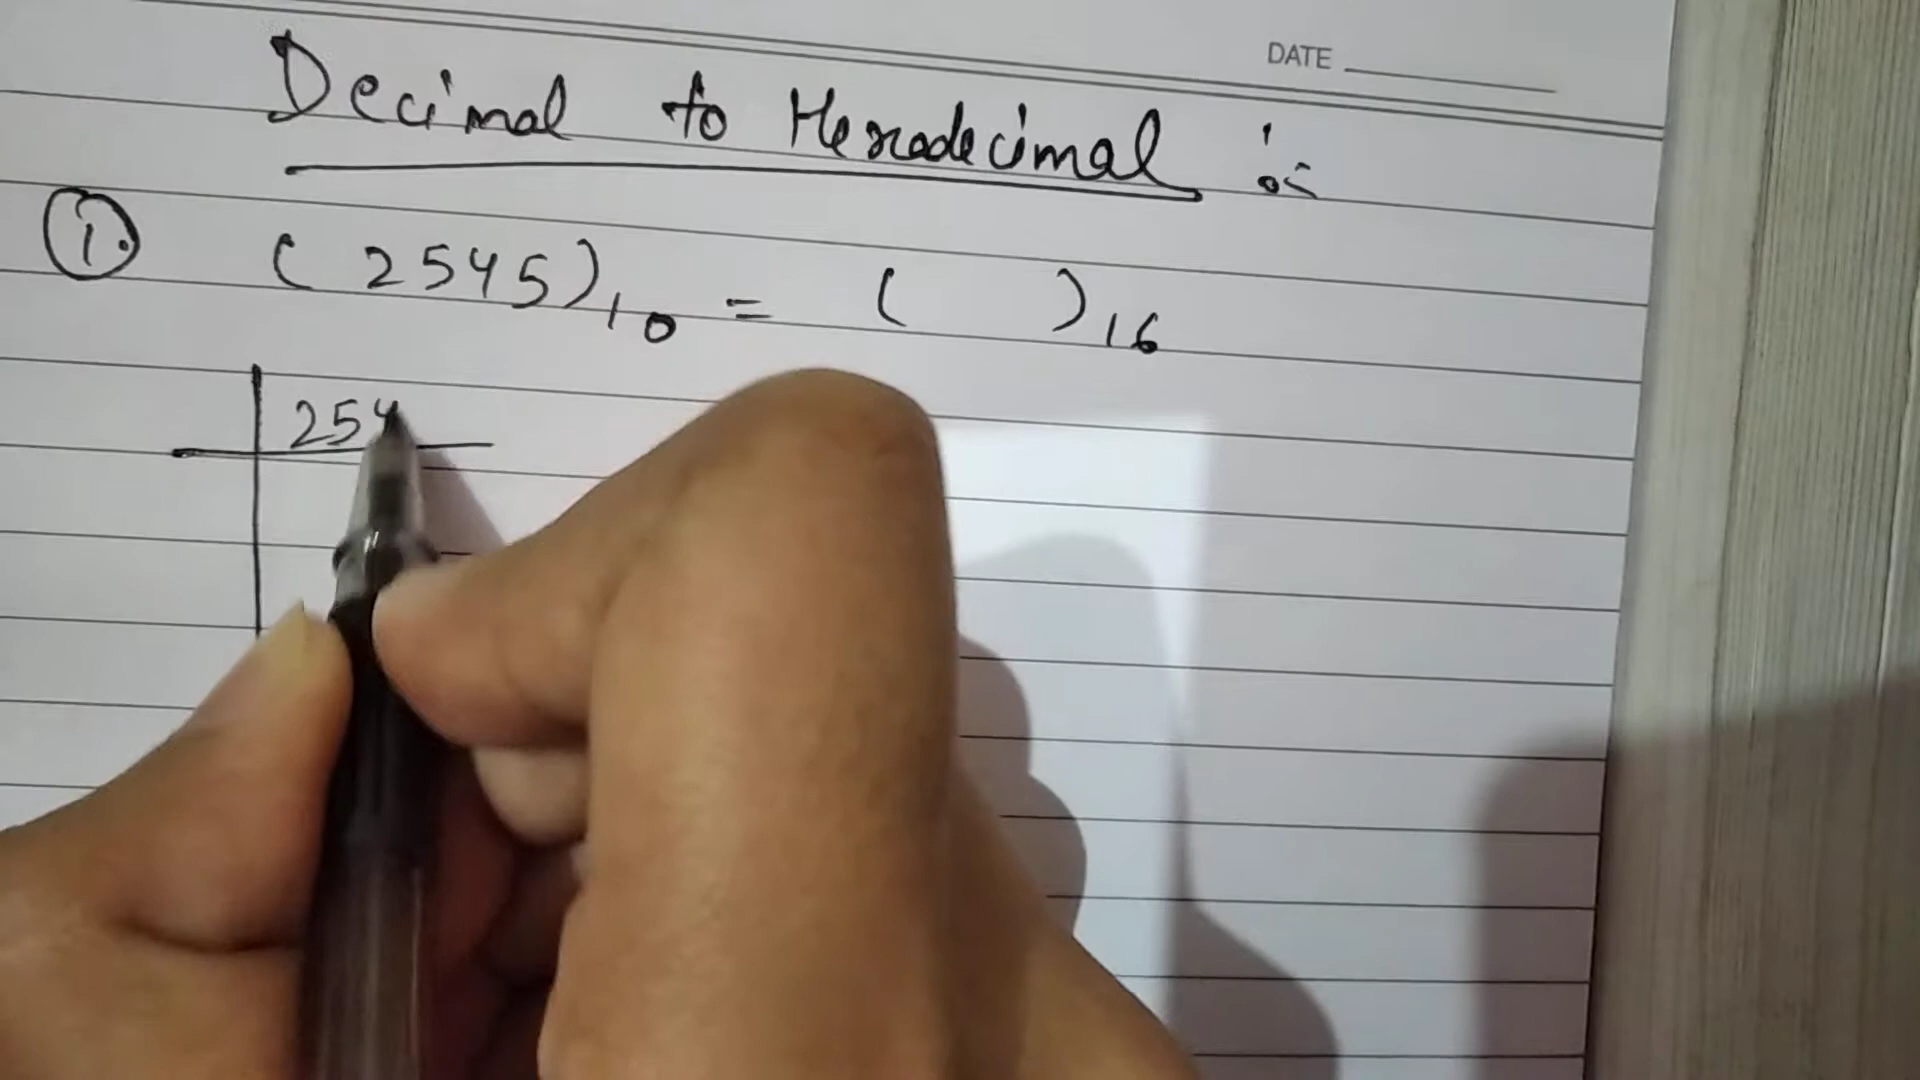 DATE
Decimal to Hexadecimal :-
1. (2545)10 = ( )16
254